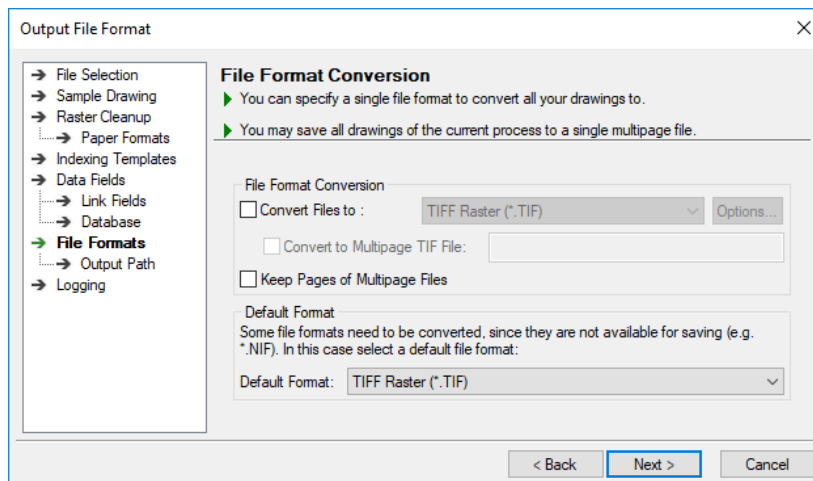 Output File Format
File Selection
Sample Drawing
Raster Cleanup
Paper Formats
Indexing Templates
Data Fields
Link Fields
Database
File Formats
Output Path
Logging
File Format Conversion
You can specify a single file format to convert all your drawings to.
You may save all drawings of the current process to a single multipage file.
File Format Conversion
Convert Files to :
TIFF Raster (*.TIF)
Options...
Convert to Multipage TIF File:
Keep Pages of Multipage Files
Default Format
Some file formats need to be converted, since they are not available for saving (e.g.
*.NIF). In this case select a default file format:
Default Format:
TIFF Raster (*.TIF)
< Back
Next >
Cancel